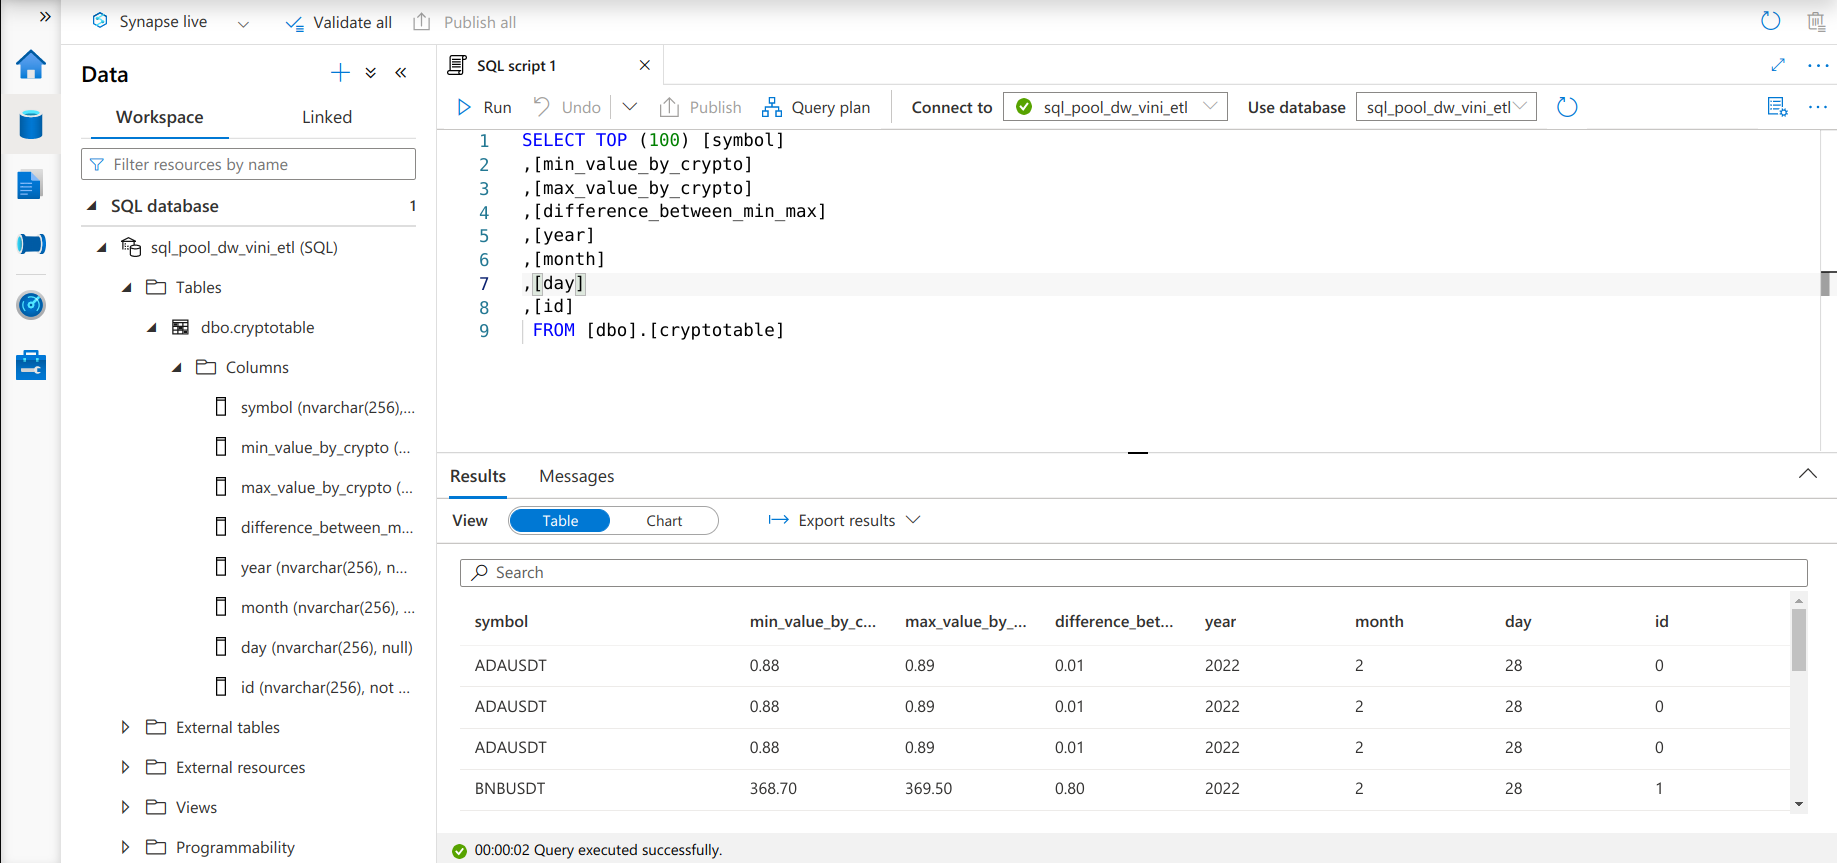 Synapse live
Validate all
Publish all
Data
Workspace
Linked
Filter resources by name
SQL database
1
sql_pool_dw_vini_etl (SQL)
Tables
dbo.cryptotable
Columns
symbol (nvarchar(256),...
min_value_by_crypto (...
max_value_by_crypto (...
difference_between_m...
year (nvarchar(256), n...
month (nvarchar(256), ...
day (nvarchar(256), null)
id (nvarchar(256), not ...
External tables
External resources
Views
Programmability
SQL script 1
Run
Undo
Publish
Query plan
Connect to
sql_pool_dw_vini_etl
Use database
sql_pool_dw_vini_etl
1 SELECT TOP (100) [symbol]
2 ,[min_value_by_crypto]
3 ,[max_value_by_crypto]
4 ,[difference_between_min_max]
5 ,[year]
6 ,[month]
7 ,[day]
8 ,[id]
9 FROM [dbo].[cryptotable]
Results
Messages
View
Table
Chart
Export results
Search
symbol min_value_by_c... max_value_by_... difference_bet... year month day id
ADAUSDT 0.88 0.89 0.01 2022 2 28 0
ADAUSDT 0.88 0.89 0.01 2022 2 28 0
ADAUSDT 0.88 0.89 0.01 2022 2 28 0
BNBUSDT 368.70 369.50 0.80 2022 2 28 1
00:00:02 Query executed successfully.